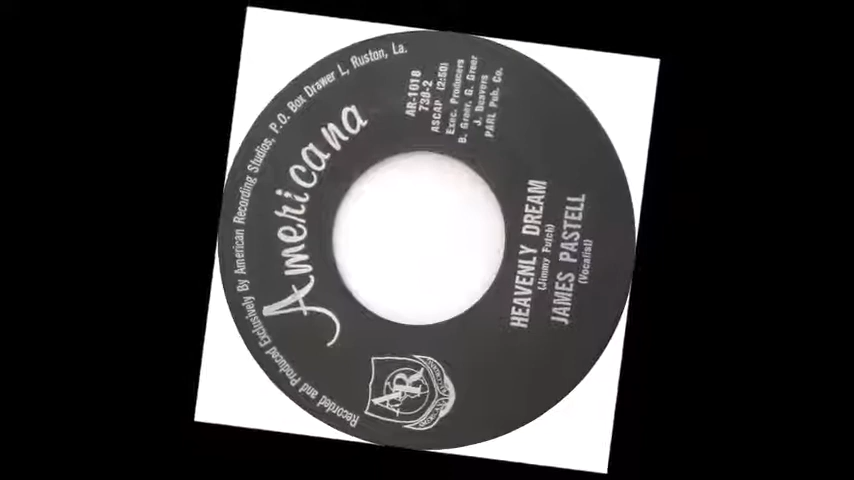 Recorded and Produced Exclusively By American Recording Studios, P.O. Box Drawer L, Ruston, La.
Americana
AR
AR-1018
738-2
ASCAP (2:50)
Exec. Producers
B. Greer, G. Greer
J. Beavers
PARL Pub. Co.
HEAVENLY DREAM
(Jimmy Futch)
JAMES PASTELL
(Vocalist)